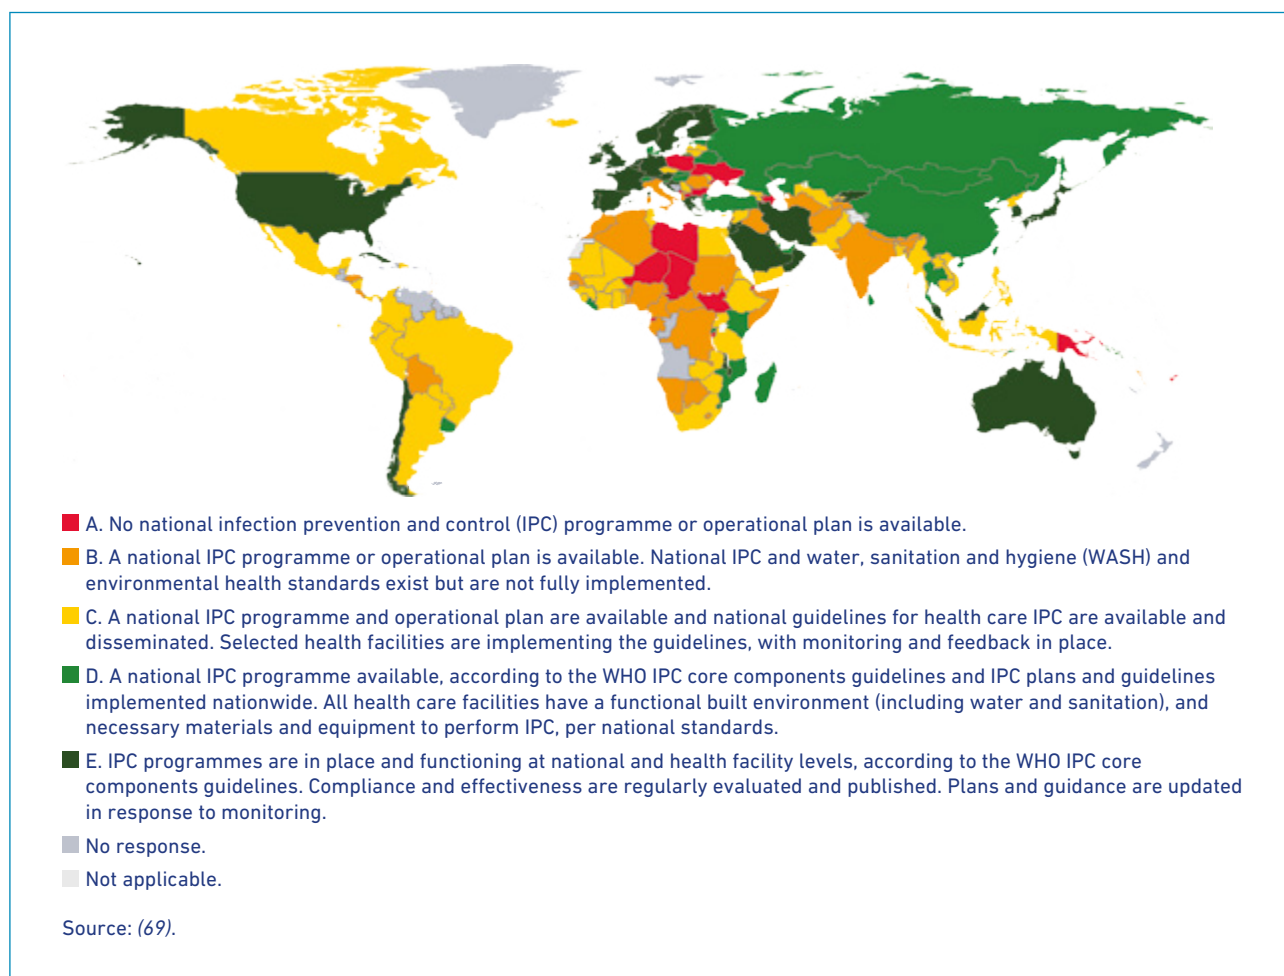 A. No national infection prevention and control (IPC) programme or operational plan is available.
B. A national IPC programme or operational plan is available. National IPC and water, sanitation and hygiene (WASH) and
environmental health standards exist but are not fully implemented.
C. A national IPC programme and operational plan are available and national guidelines for health care IPC are available and
disseminated. Selected health facilities are implementing the guidelines, with monitoring and feedback in place.
D. A national IPC programme available, according to the WHO IPC core components guidelines and IPC plans and guidelines
implemented nationwide. All health care facilities have a functional built environment (including water and sanitation), and
necessary materials and equipment to perform IPC, per national standards.
E. IPC programmes are in place and functioning at national and health facility levels, according to the WHO IPC core
components guidelines. Compliance and effectiveness are regularly evaluated and published. Plans and guidance are updated
in response to monitoring.
No response.
Not applicable.
Source: (69).